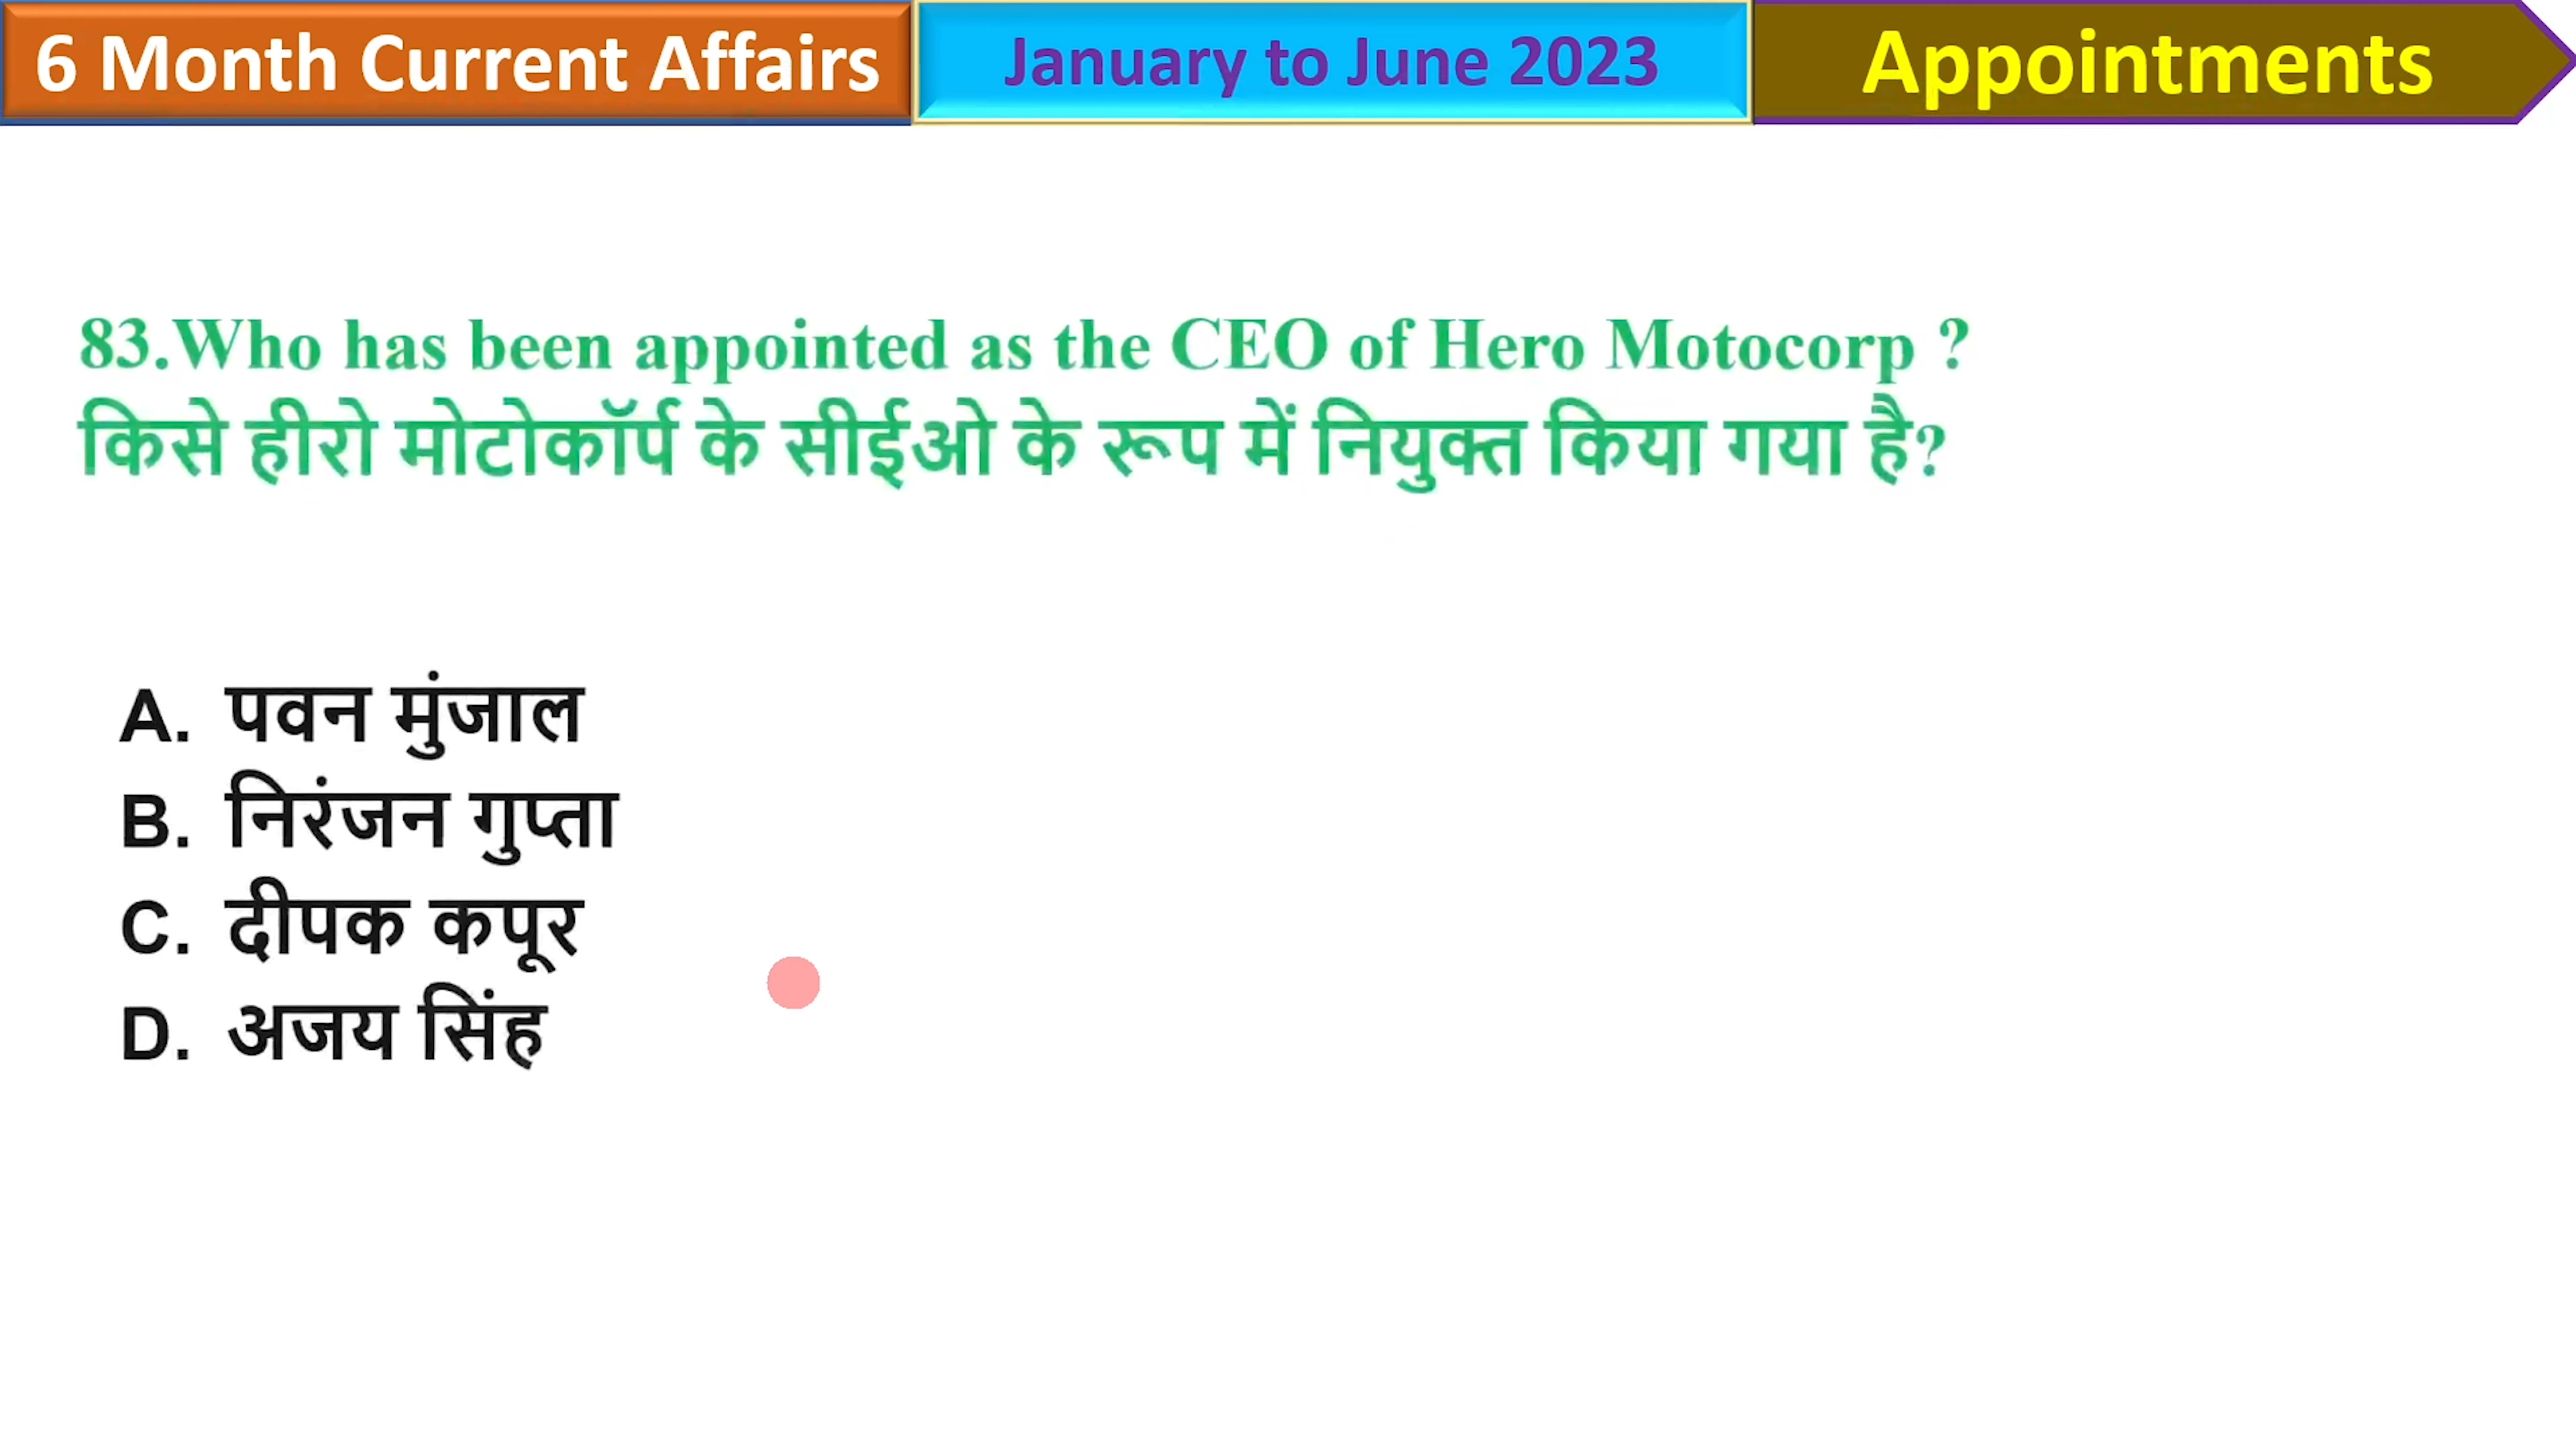 6 Month Current Affairs
January to June 2023
Appointments
83.Who has been appointed as the CEO of Hero Motocorp ?
किसे हीरो मोटोकॉर्प के सीईओ के रूप में नियुक्त किया गया है?
A. पवन मुंजाल
B. निरंजन गुप्ता
C. दीपक कपूर
D. अजय सिंह